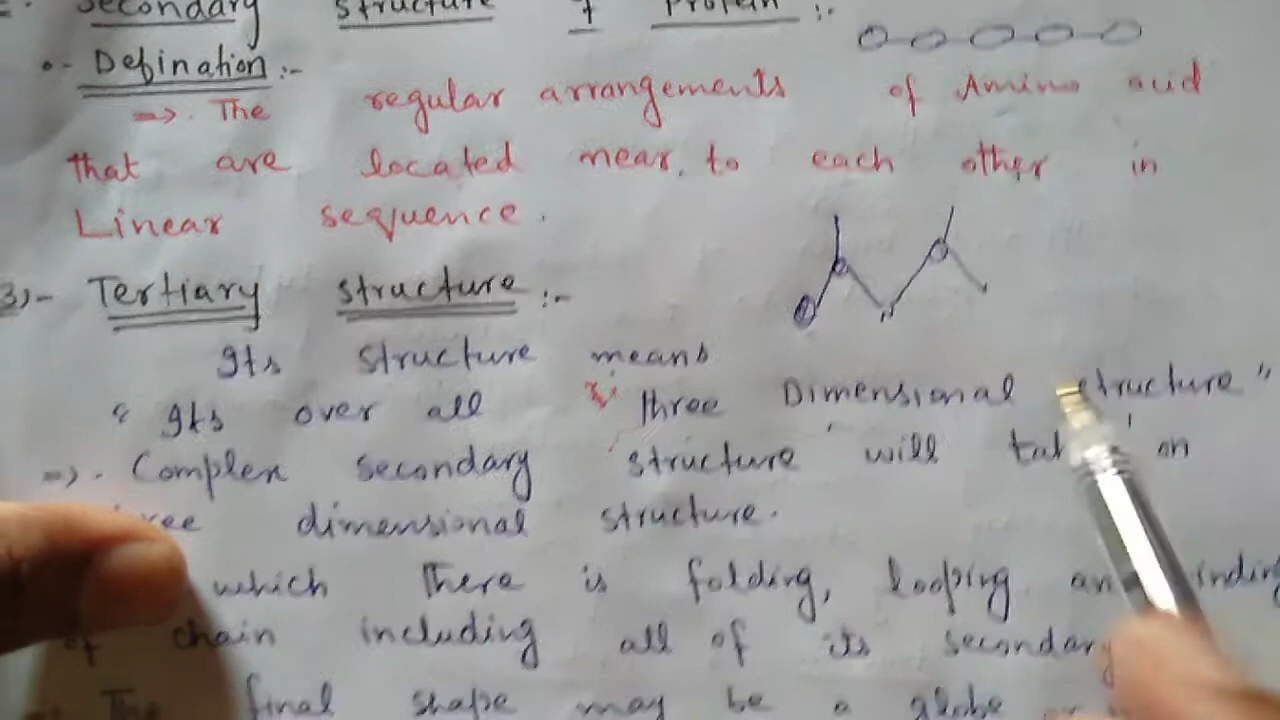 Secondary structure of Protein :-
•- Defination :-
=>. The regular arrangements of Amino acid
that are located near to each other in
Linear sequence.
3)- Tertiary structure :-
Its structure means
"Its over all three Dimensional structure"
=>. Complex secondary structure will on
dimensional structure.
which there is folding, looping
of chain including all of its secondary
The final shape may be a globe